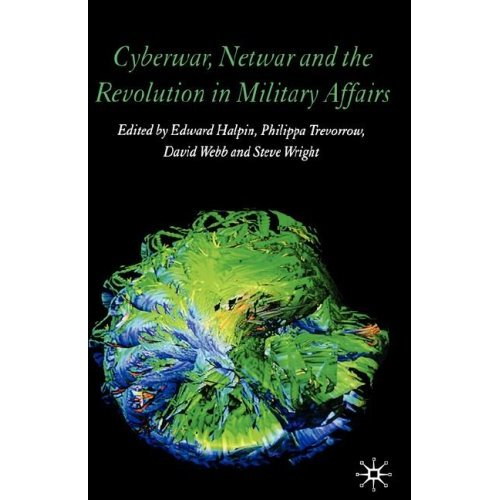 Cyberwar, Netwar and the
Revolution in Military Affairs
Edited by Edward Halpin, Philippa Trevorrow,
David Webb and Steve Wright